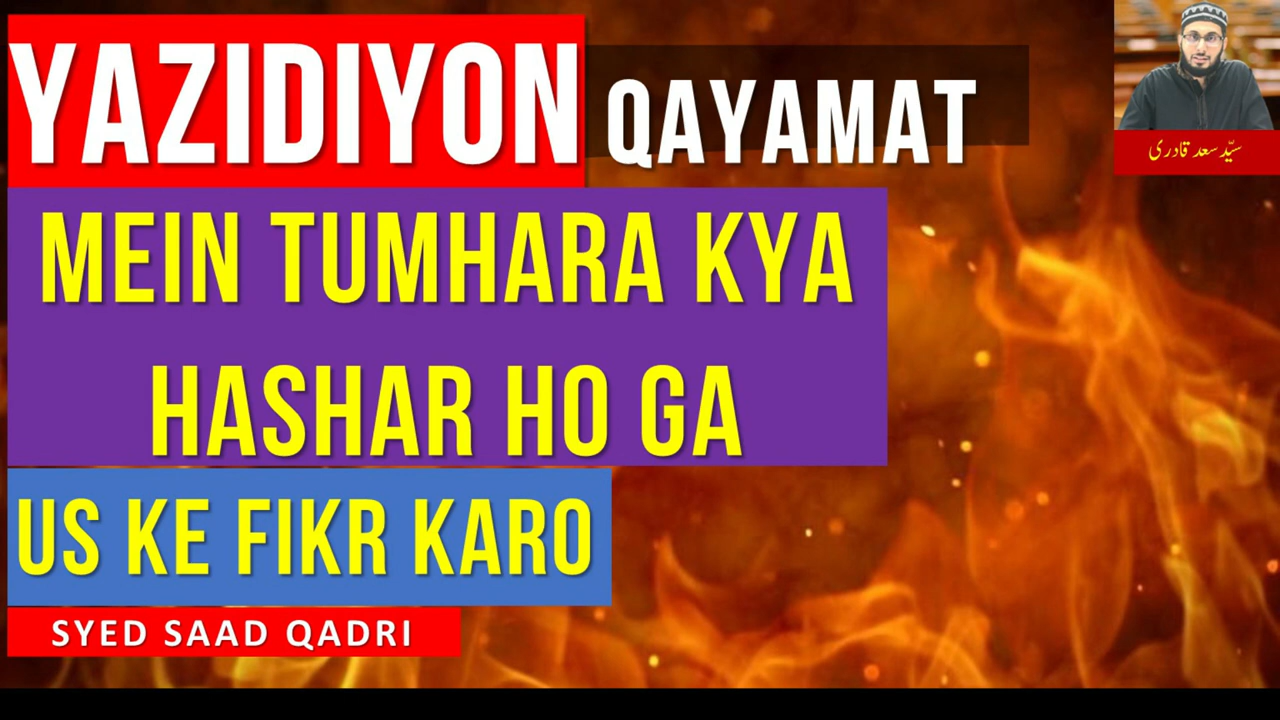 YAZIDIYON QAYAMAT
MEIN TUMHARA KYA
HASHAR HO GA
US KE FIKR KARO
SYED SAAD QADRI
سیّد سعد قادری